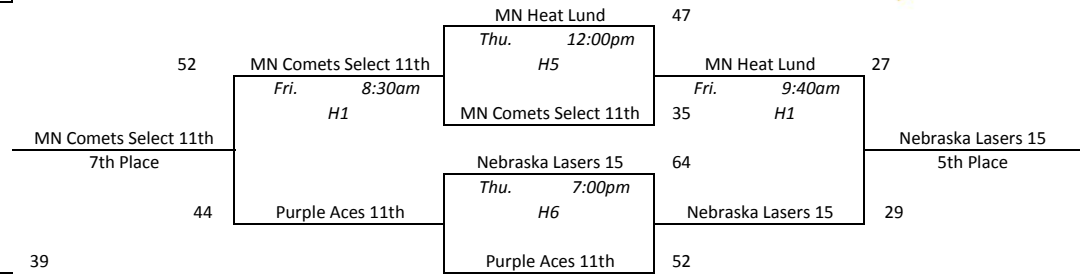 MN Heat Lund 47
Thu. 12:00pm
52 MN Comets Select 11th H5 MN Heat Lund 27
Fri. 8:30am Fri. 9:40am
H1 MN Comets Select 11th 35 H1
MN Comets Select 11th Nebraska Lasers 15
7th Place Nebraska Lasers 15 64 5th Place
Thu. 7:00pm
44 Purple Aces 11th H6 Nebraska Lasers 15 29
39 Purple Aces 11th 52